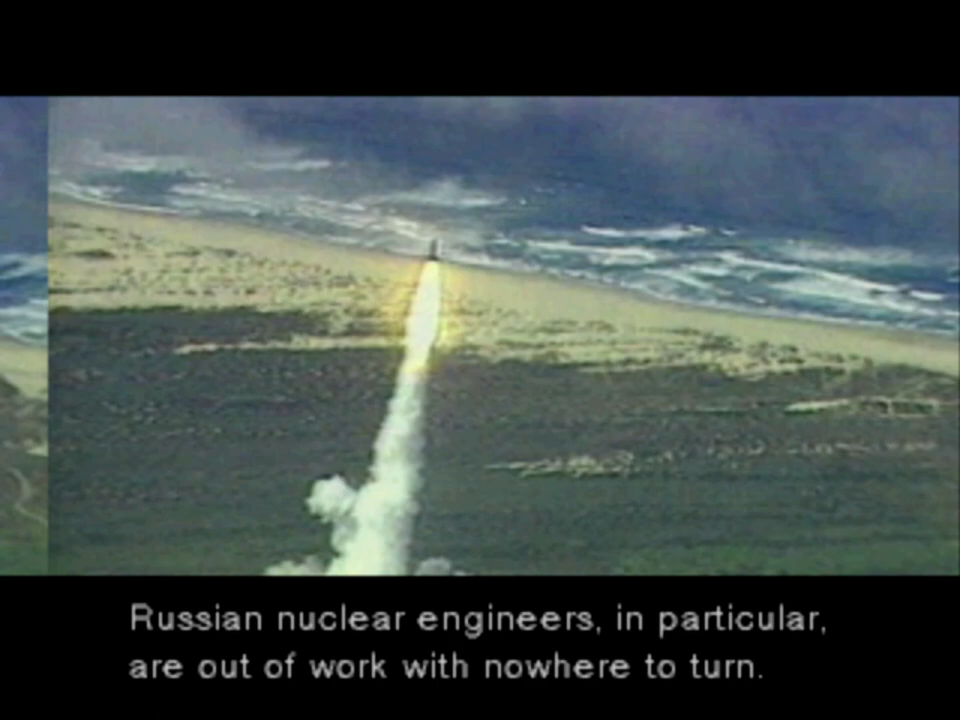 Russian nuclear engineers, in particular,
are out of work with nowhere to turn.